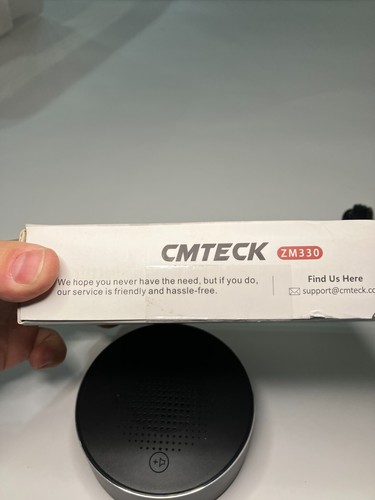 CMTECK ZM330
We hope you never have the need, but if you do,
our service is friendly and hassle-free.
Find Us Here
support@cmteck.co